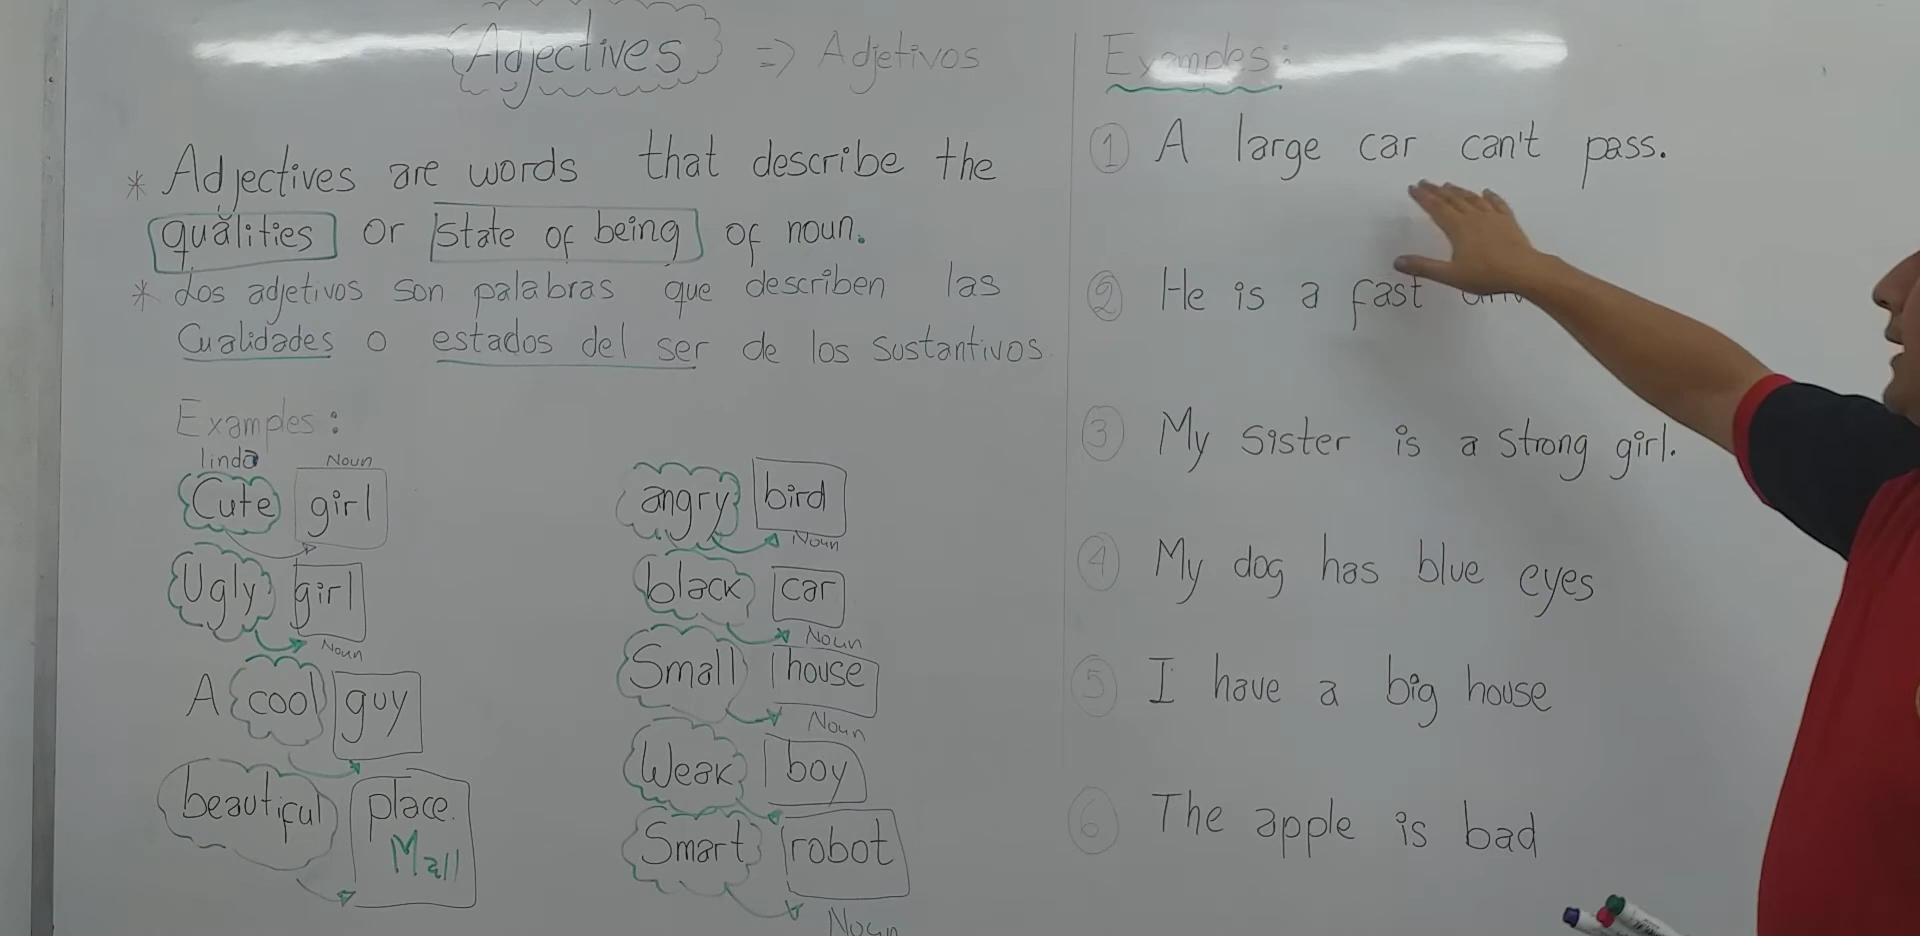 Adjectives => Adjetivos
* Adjectives are words that describe the
qualities or state of being of noun.
* Los adjetivos son palabras que describen las
Cualidades o estados del ser de los sustantivos
Examples:
linda Noun
Cute girl
Ugly girl
Noun
A cool guy
beautiful place.
Mall
angry bird
Noun
black car
Noun
Small house
Noun
Weak boy
Smart robot
Noun
Examples:
1 A large car can't pass.
2 He is a fast
3 My sister is a strong girl.
4 My dog has blue eyes
5 I have a big house
6 The apple is bad